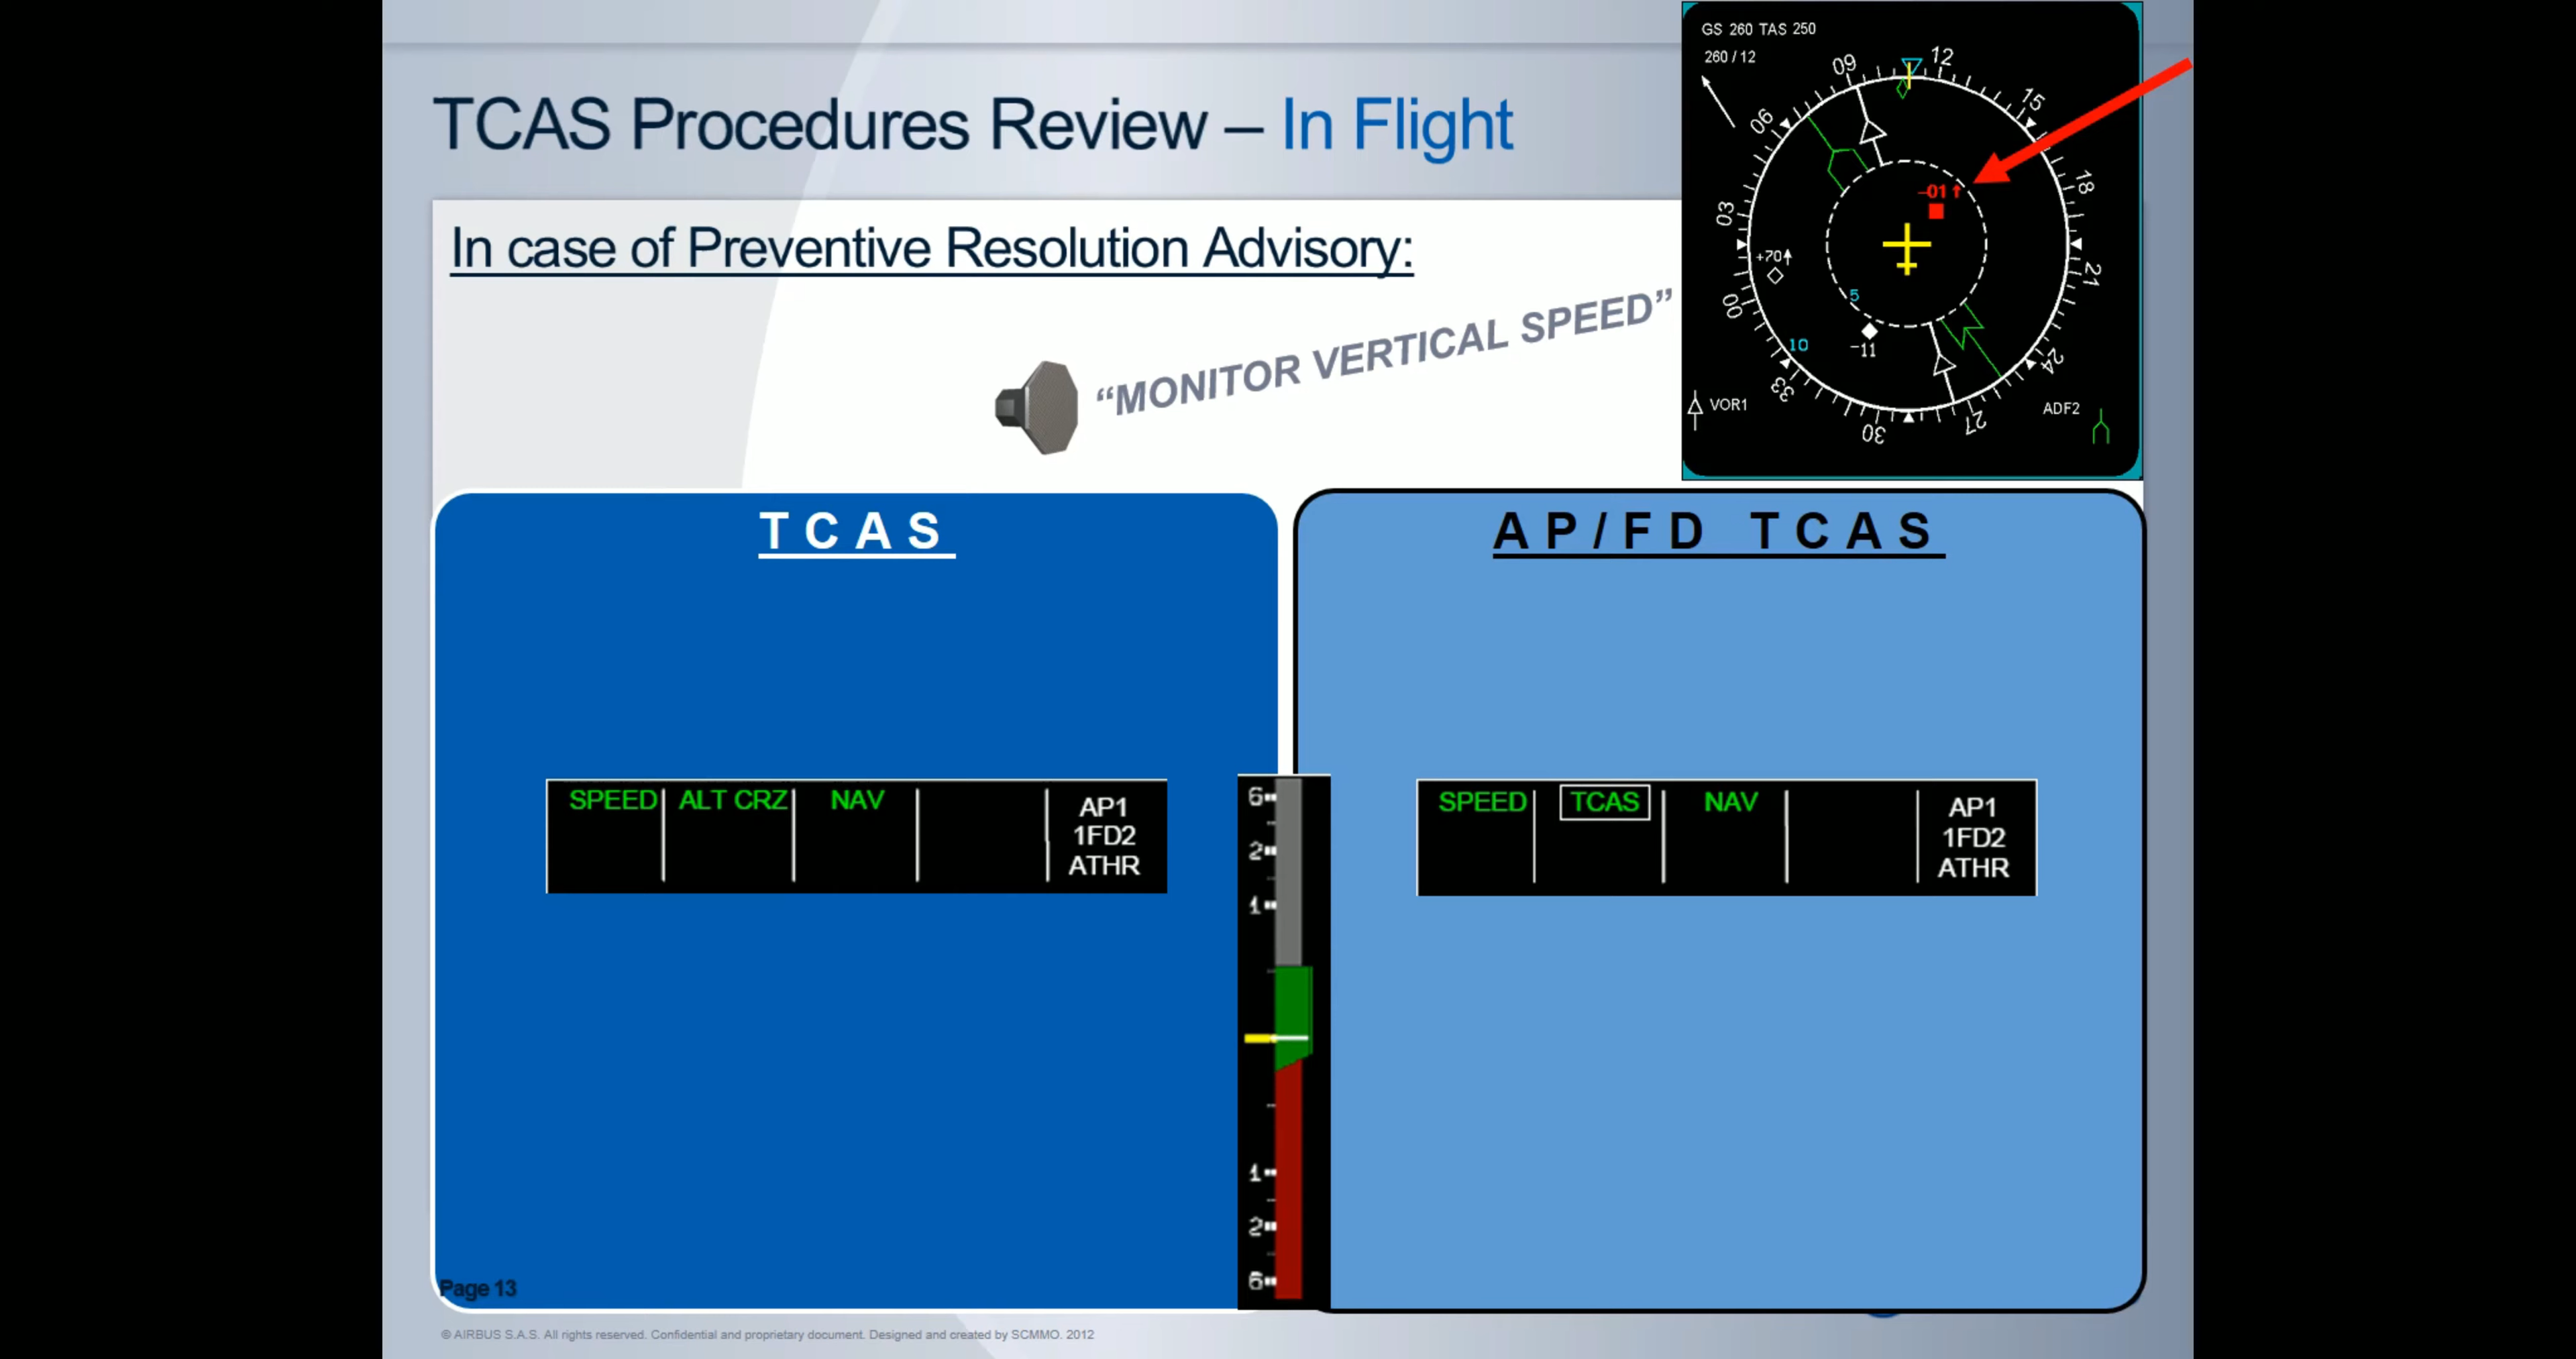 TCAS Procedures Review – In Flight
In case of Preventive Resolution Advisory:
“MONITOR VERTICAL SPEED”
GS 260 TAS 250
260 / 12
09
12
15
06
18
03
21
00
24
33
27
30
–01
+70
5
10
–11
VOR1
ADF2
TCAS
SPEED ALT CRZ NAV AP1
1FD2
ATHR
6
2
1
1
2
6
AP/FD TCAS
SPEED TCAS NAV AP1
1FD2
ATHR
Page 13
© AIRBUS S.A.S. All rights reserved. Confidential and proprietary document. Designed and created by SCMMO. 2012